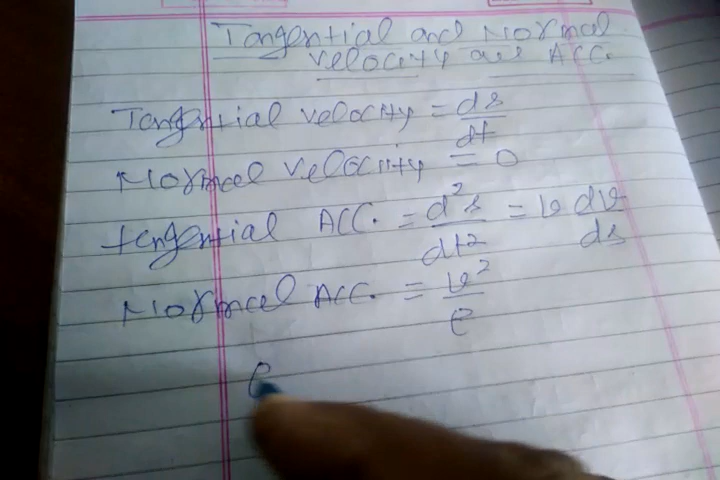 Tangential and Normal
velocity and ACC.
Tangential velocity = ds/dt
Normal velocity = 0
tangential ACC. = d²s/dt² = v dv/ds
Normal ACC. = v²/ρ
ρ